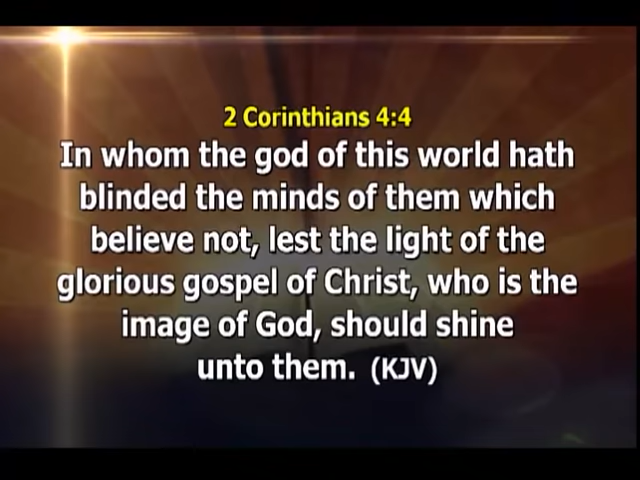 2 Corinthians 4:4
In whom the god of this world hath
blinded the minds of them which
believe not, lest the light of the
glorious gospel of Christ, who is the
image of God, should shine
unto them. (KJV)